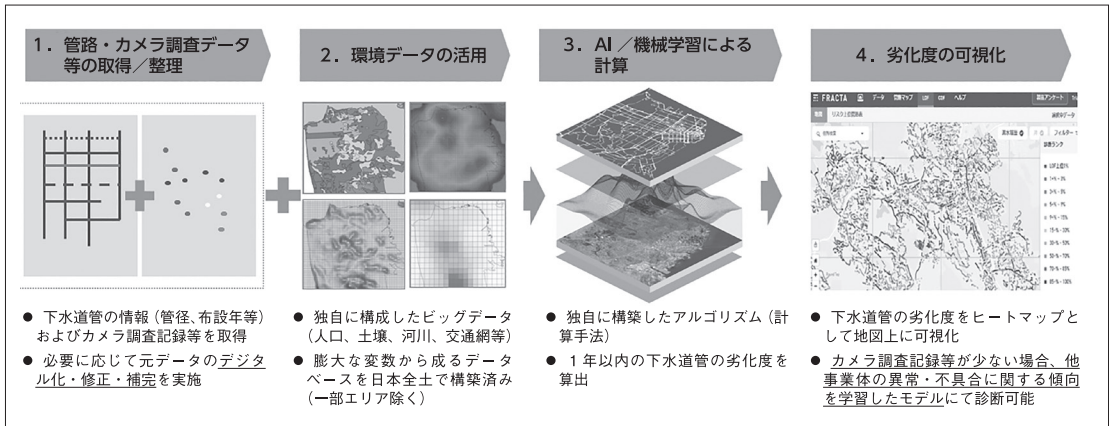 1．管路・カメラ調査データ
等の取得／整理
2．環境データの活用
3．AI／機械学習による
計算
4．劣化度の可視化
FRACTA
データ
ヘルプ
フィルター
● 下水道管の情報（管径、布設年等）
およびカメラ調査記録等を取得
● 必要に応じて元データのデジタ
ル化・修正・補完を実施
● 独自に構成したビッグデータ
（人口、土壌、河川、交通網等）
● 膨大な変数から成るデータ
ベースを日本全土で構築済み
（一部エリア除く）
● 独自に構築したアルゴリズム（計
算手法）
● １年以内の下水道管の劣化度を
算出
● 下水道管の劣化度をヒートマップと
して地図上に可視化
● カメラ調査記録等が少ない場合、他
事業体の異常・不具合に関する傾向
を学習したモデルにて診断可能